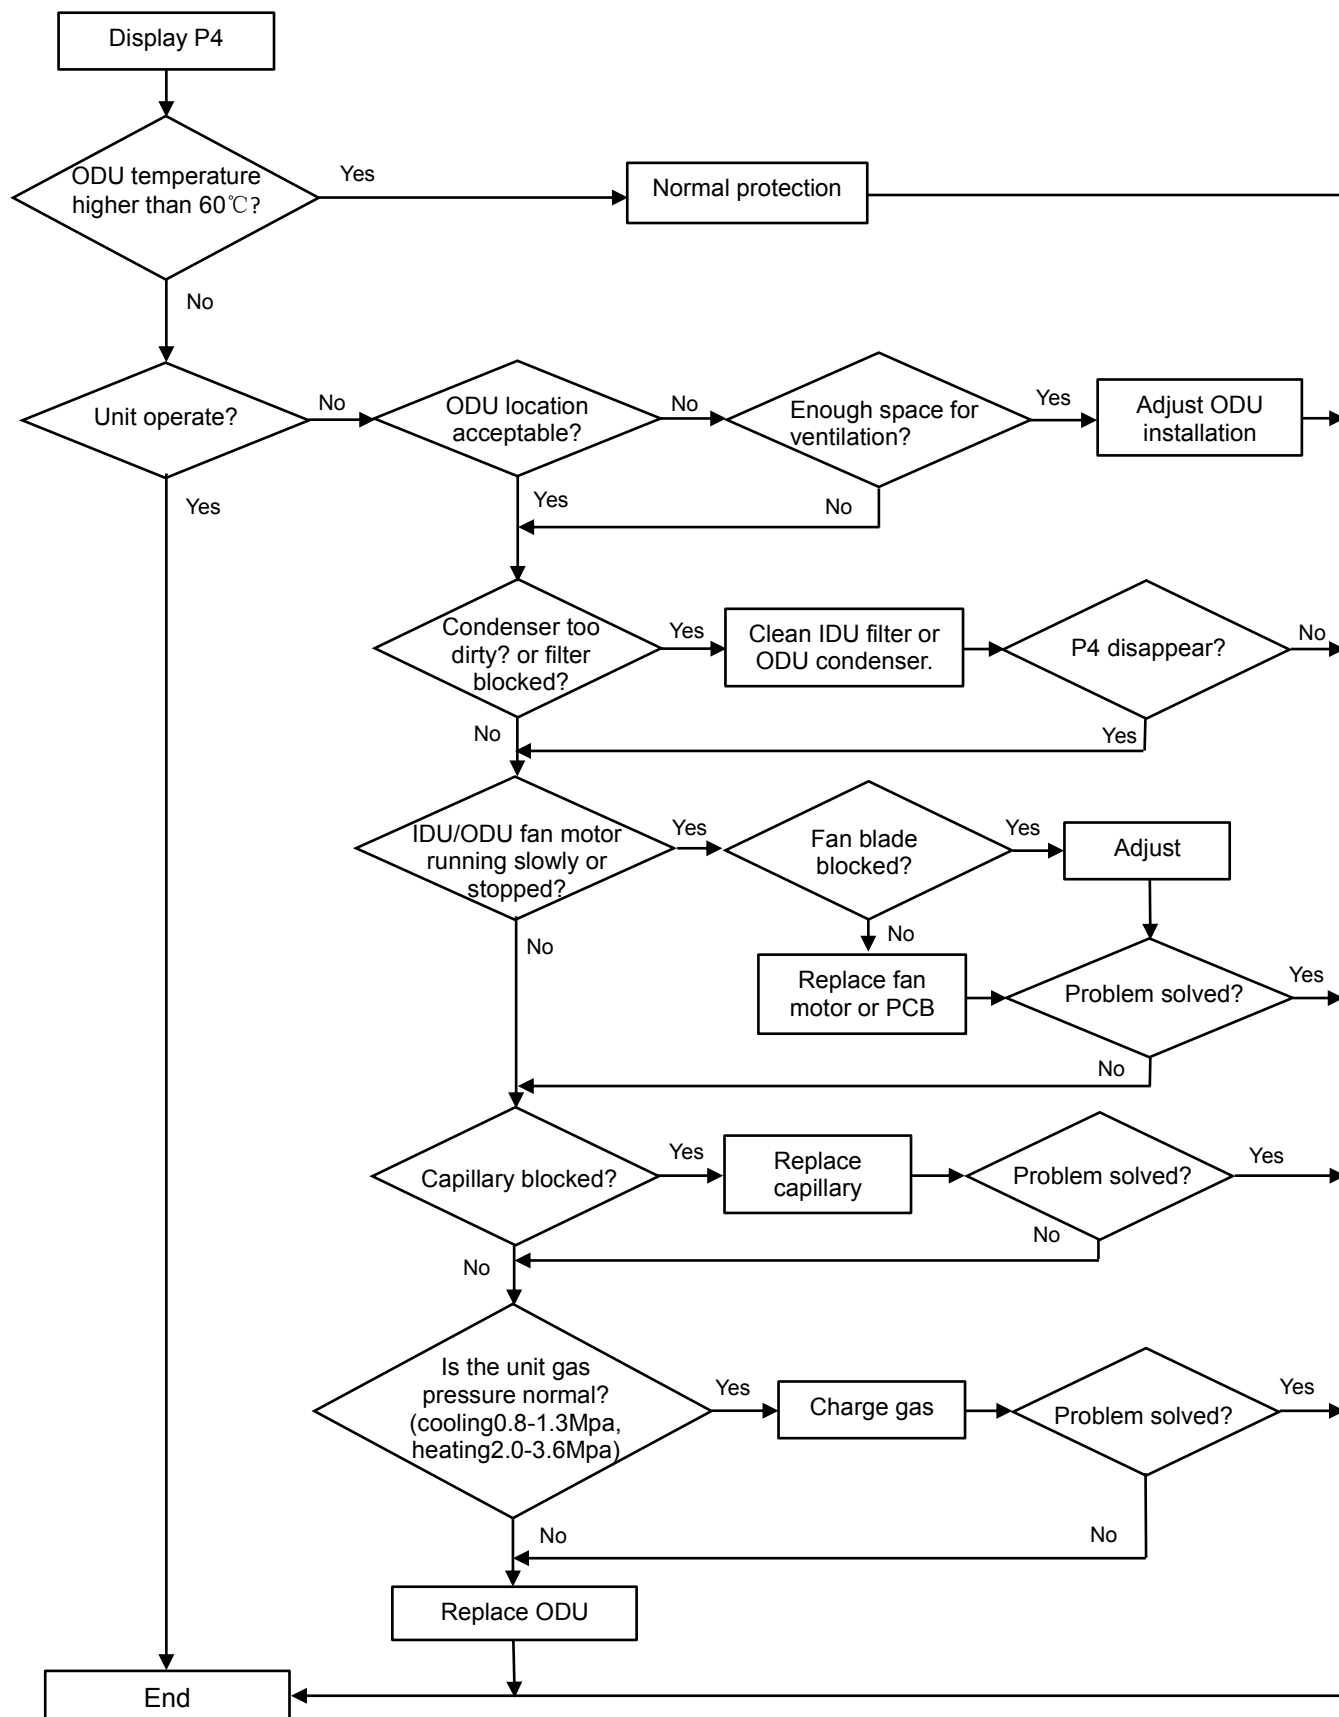 Display P4
ODU temperature
higher than 60℃?
Yes
Normal protection
No
Unit operate?
No
ODU location
acceptable?
No
Enough space for
ventilation?
Yes
Adjust ODU
installation
Yes
Yes
No
Condenser too
dirty? or filter
blocked?
Yes
Clean IDU filter or
ODU condenser.
P4 disappear?
No
No
Yes
IDU/ODU fan motor
running slowly or
stopped?
Yes
Fan blade
blocked?
Yes
Adjust
No
No
Replace fan
motor or PCB
Problem solved?
Yes
No
Capillary blocked?
Yes
Replace
capillary
Problem solved?
Yes
No
No
Is the unit gas
pressure normal?
(cooling0.8-1.3Mpa,
heating2.0-3.6Mpa)
Yes
Charge gas
Problem solved?
Yes
No
No
Replace ODU
End